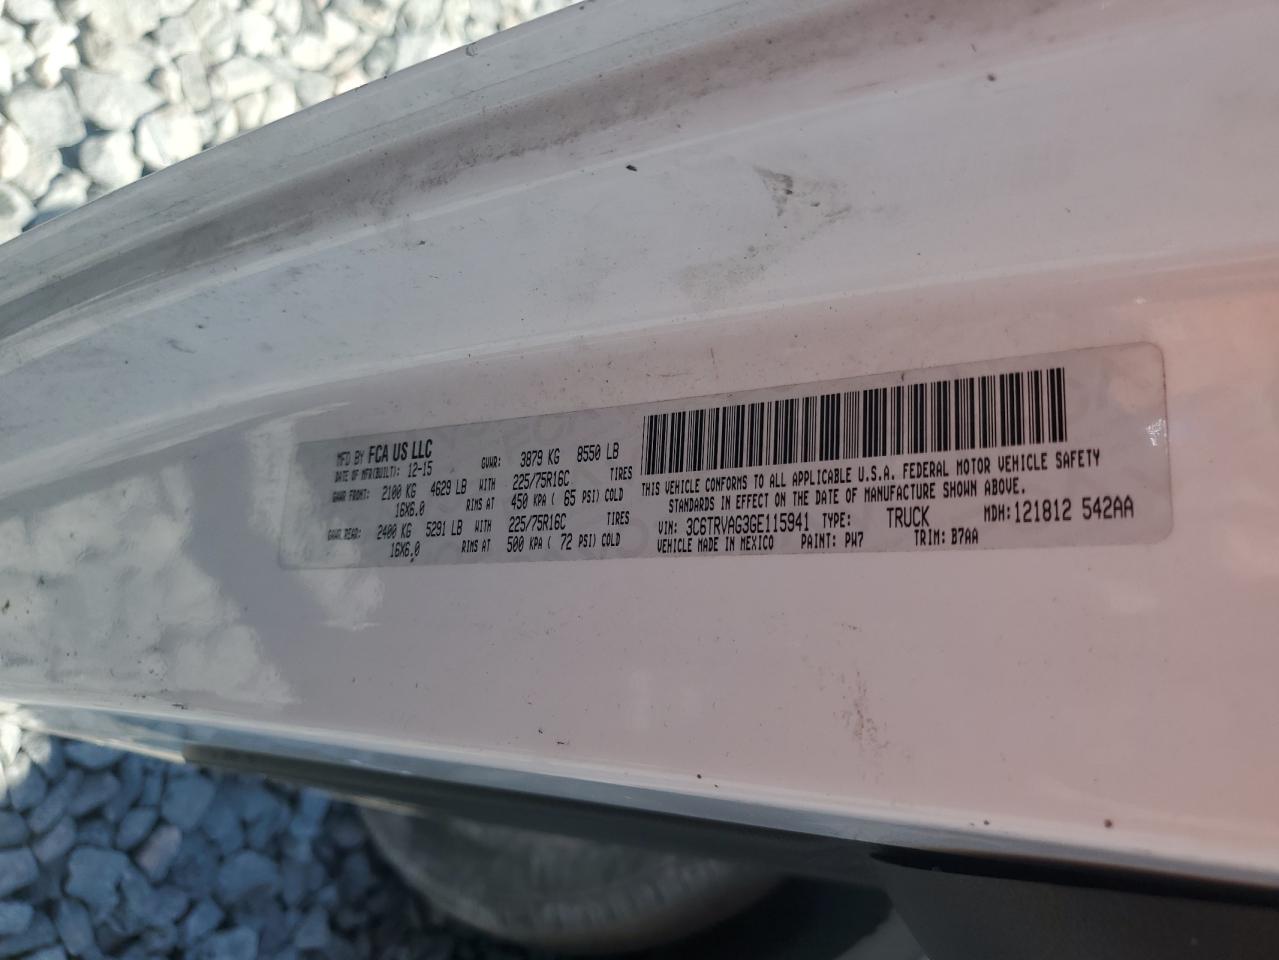 MFD BY FCA US LLC
DATE OF MFR(BUILT): 12-15 GVWR: 3879 KG 8550 LB
GAWR FRONT: 2100 KG 4629 LB WITH 225/75R16C TIRES
16X6.0 RIMS AT 450 KPA ( 65 PSI) COLD
GAWR REAR: 2400 KG 5291 LB WITH 225/75R16C TIRES
16X6.0 RIMS AT 500 KPA ( 72 PSI) COLD
THIS VEHICLE CONFORMS TO ALL APPLICABLE U.S.A. FEDERAL MOTOR VEHICLE SAFETY
STANDARDS IN EFFECT ON THE DATE OF MANUFACTURE SHOWN ABOVE.
VIN: 3C6TRVAG3GE115941 TYPE: TRUCK MDH: 121812 542AA
VEHICLE MADE IN MEXICO PAINT: PW7 TRIM: B7AA